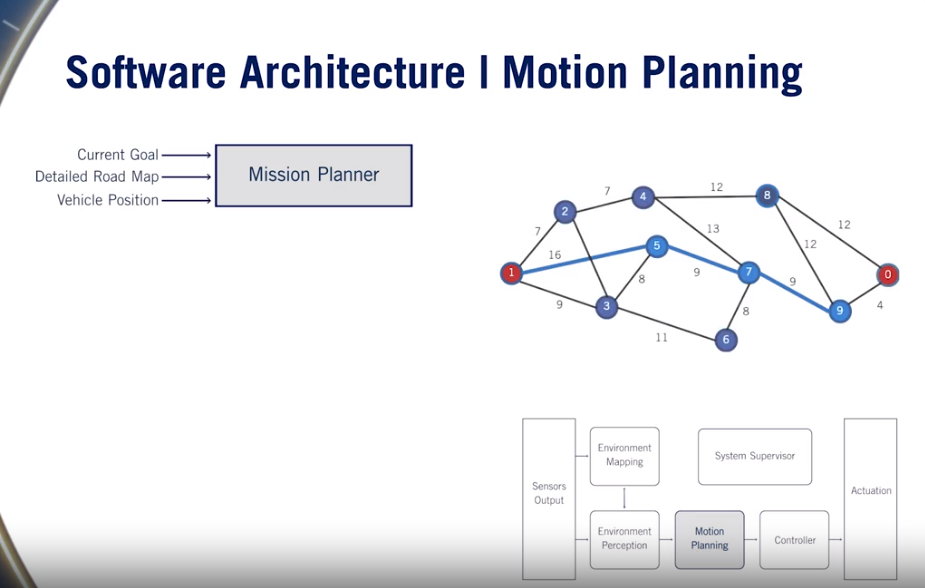 Software Architecture | Motion Planning
Current Goal
Detailed Road Map
Vehicle Position
Mission Planner
1
2
3
4
5
6
7
8
9
0
7
16
9
7
8
11
12
13
9
8
12
12
9
4
Sensors
Output
Environment
Mapping
System Supervisor
Environment
Perception
Motion
Planning
Controller
Actuation